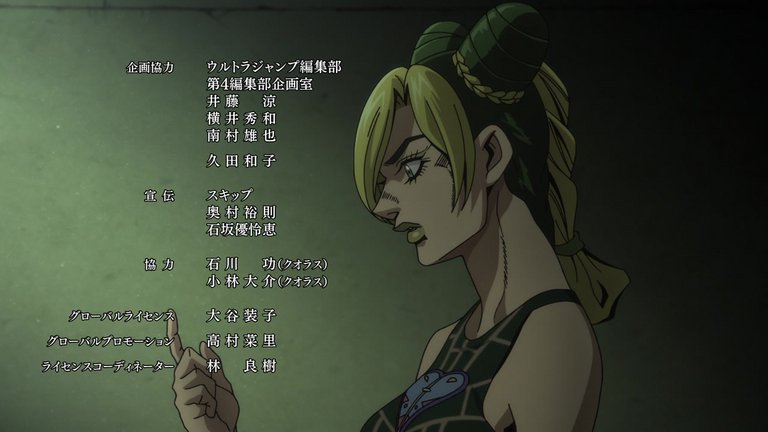 企画協力 ウルトラジャンプ編集部
第4編集部企画室
井藤 涼
横井秀和
南村雄也
久田和子
宣伝 スキップ
奥村裕則
石坂優怜恵
協力 石川 功(クオラス)
小林大介(クオラス)
グローバルライセンス 大谷装子
グローバルプロモーション 高村菜里
ライセンスコーディネーター 林 良樹